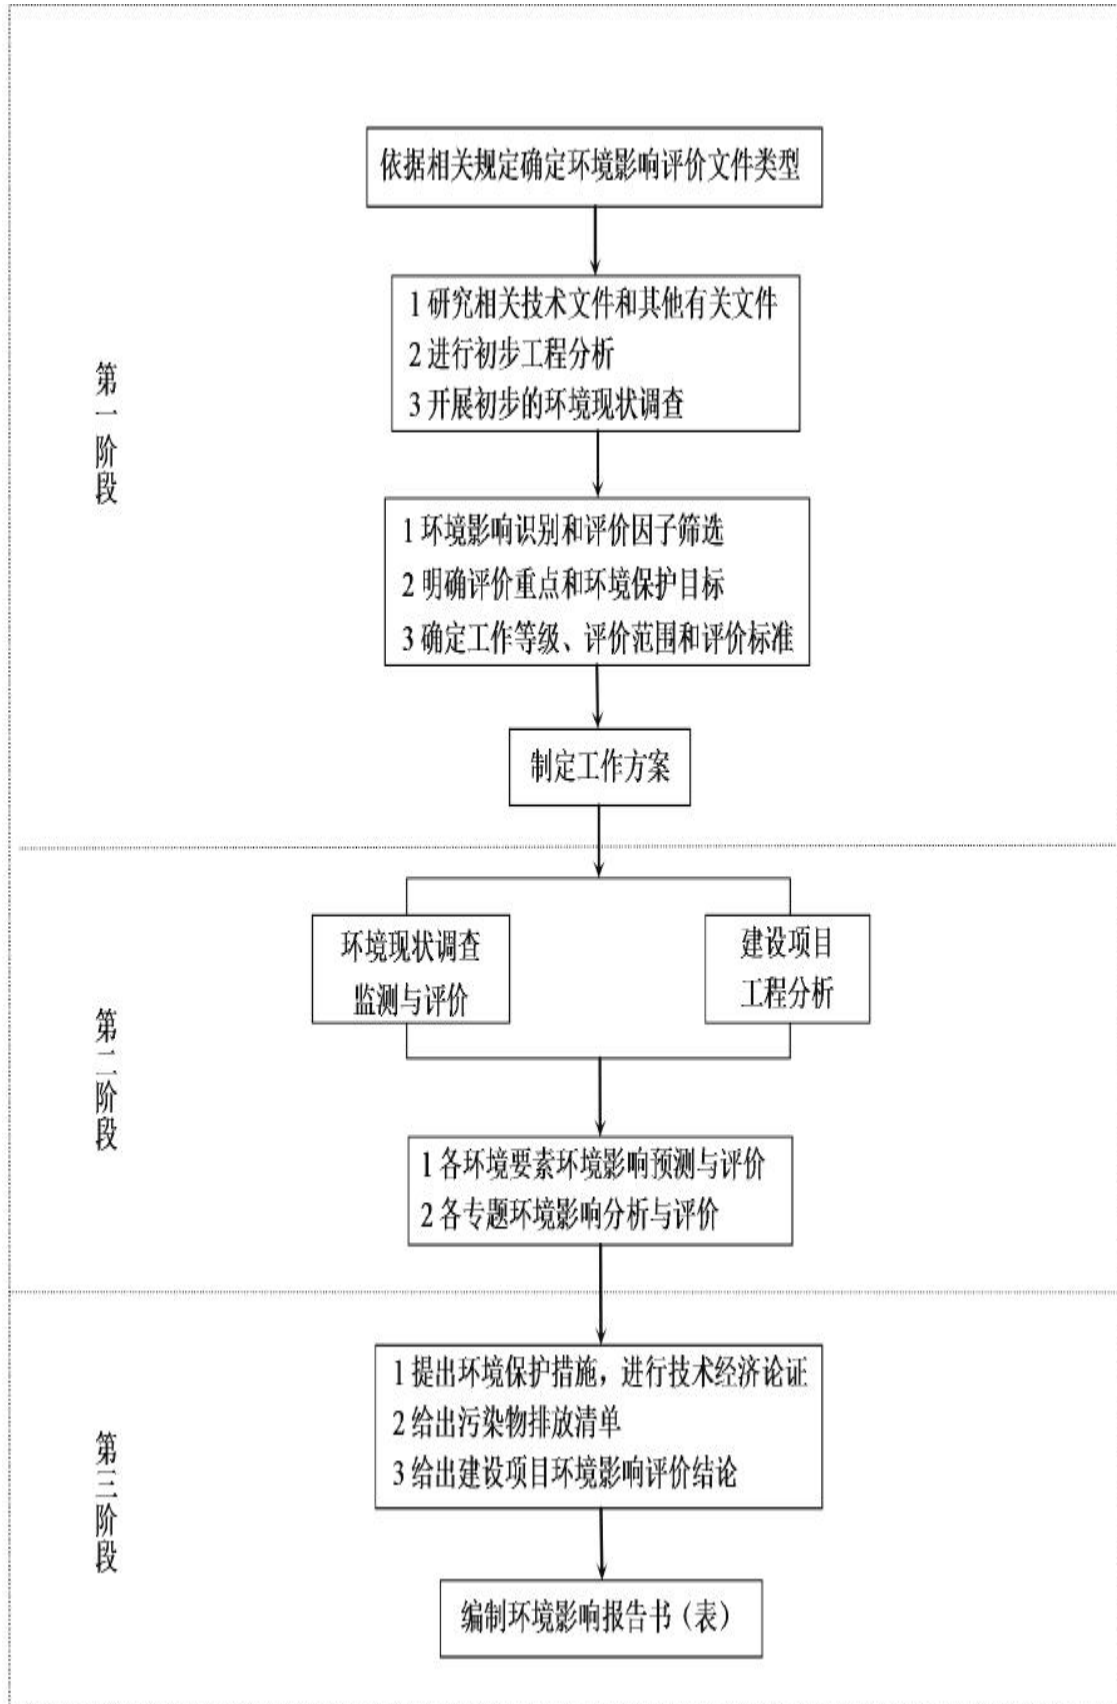 依据相关规定确定环境影响评价文件类型
1 研究相关技术文件和其他有关文件
2 进行初步工程分析
3 开展初步的环境现状调查
第一阶段
1 环境影响识别和评价因子筛选
2 明确评价重点和环境保护目标
3 确定工作等级、评价范围和评价标准
制定工作方案
环境现状调查
监测与评价
建设项目
工程分析
第二阶段
1 各环境要素环境影响预测与评价
2 各专题环境影响分析与评价
1 提出环境保护措施，进行技术经济论证
2 给出污染物排放清单
3 给出建设项目环境影响评价结论
第三阶段
编制环境影响报告书（表）